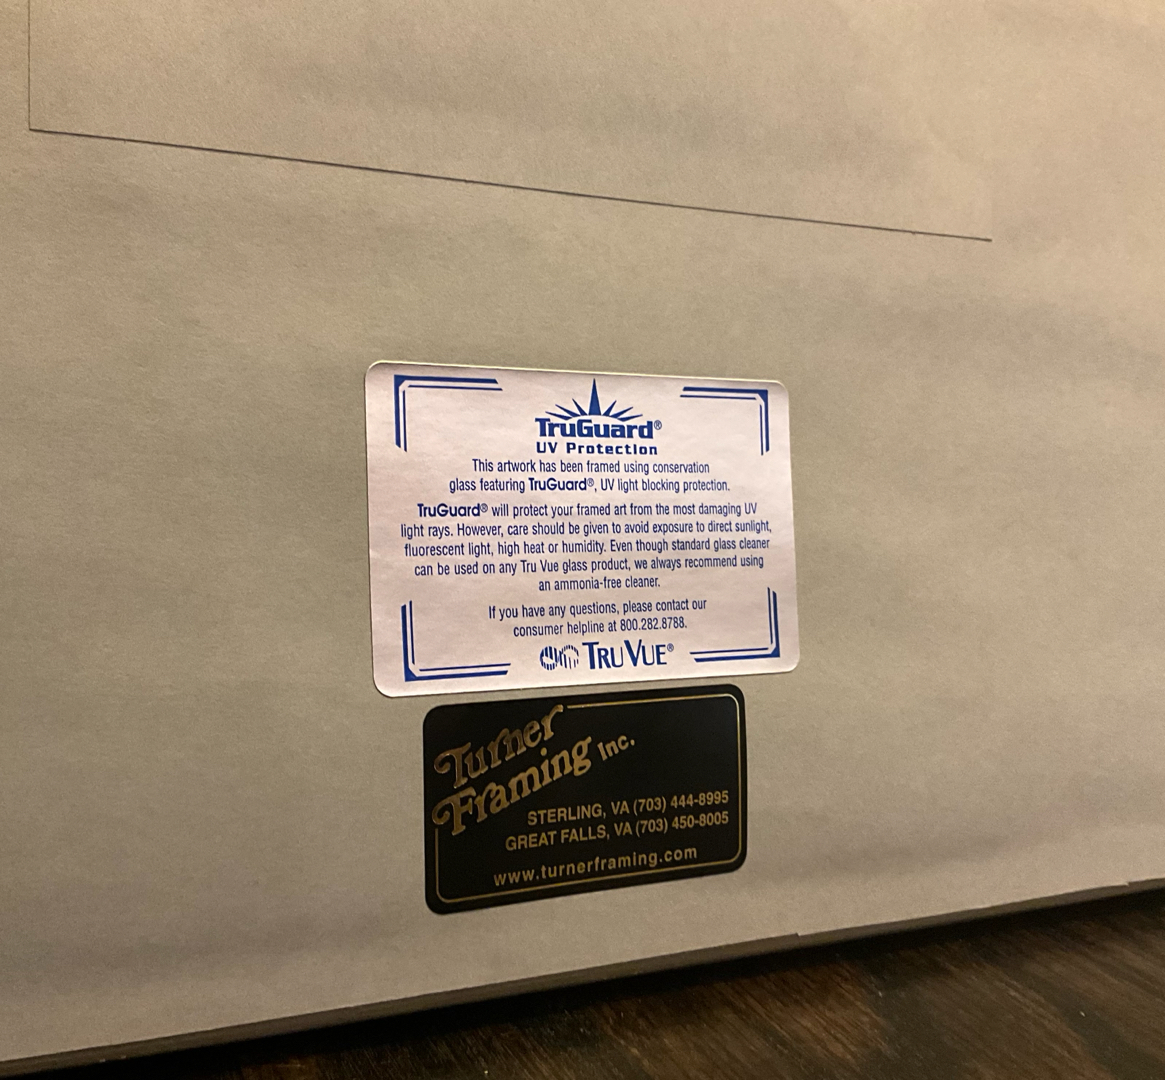 TruGuard®
UV Protection
This artwork has been framed using conservation
glass featuring TruGuard®, UV light blocking protection.
TruGuard® will protect your framed art from the most damaging UV
light rays. However, care should be given to avoid exposure to direct sunlight,
fluorescent light, high heat or humidity. Even though standard glass cleaner
can be used on any Tru Vue glass product, we always recommend using
an ammonia-free cleaner.
If you have any questions, please contact our
consumer helpline at 800.282.8788.
TRU VUE®
Turner
Framing Inc.
STERLING, VA (703) 444-8995
GREAT FALLS, VA (703) 450-8005
www.turnerframing.com